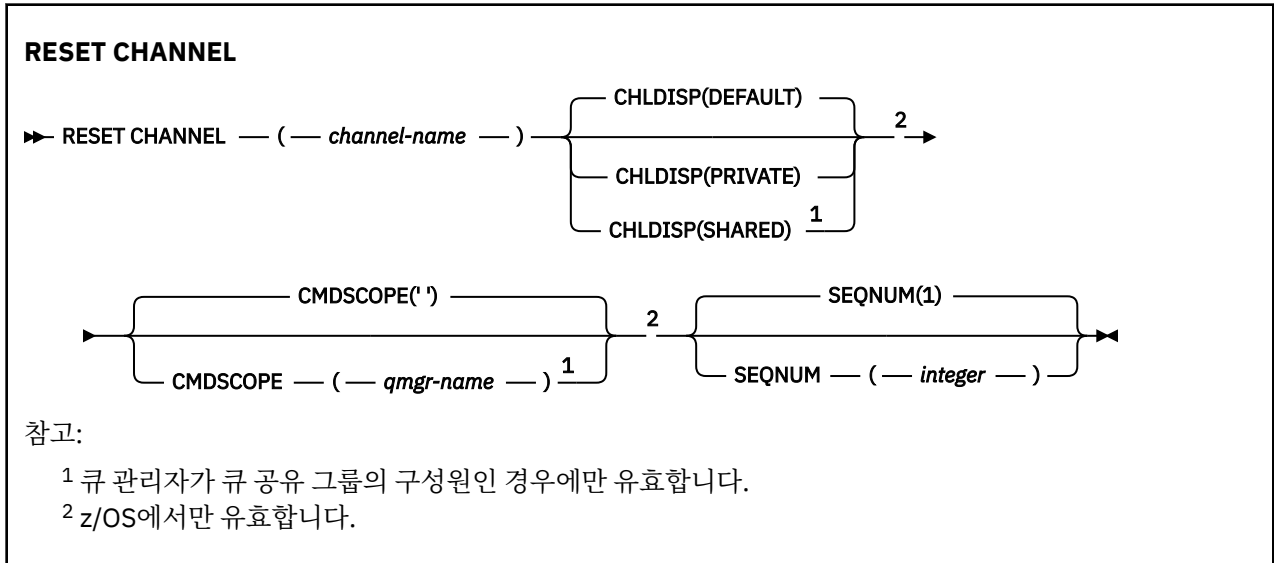 RESET CHANNEL
CHLDISP(DEFAULT)
RESET CHANNEL ( channel-name ) 2
CHLDISP(PRIVATE)
CHLDISP(SHARED) 1
CMDSCOPE(' ') 2 SEQNUM(1)
CMDSCOPE ( qmgr-name ) 1 SEQNUM ( integer )
참고:
1 큐 관리자가 큐 공유 그룹의 구성원인 경우에만 유효합니다.
2 z/OS에서만 유효합니다.